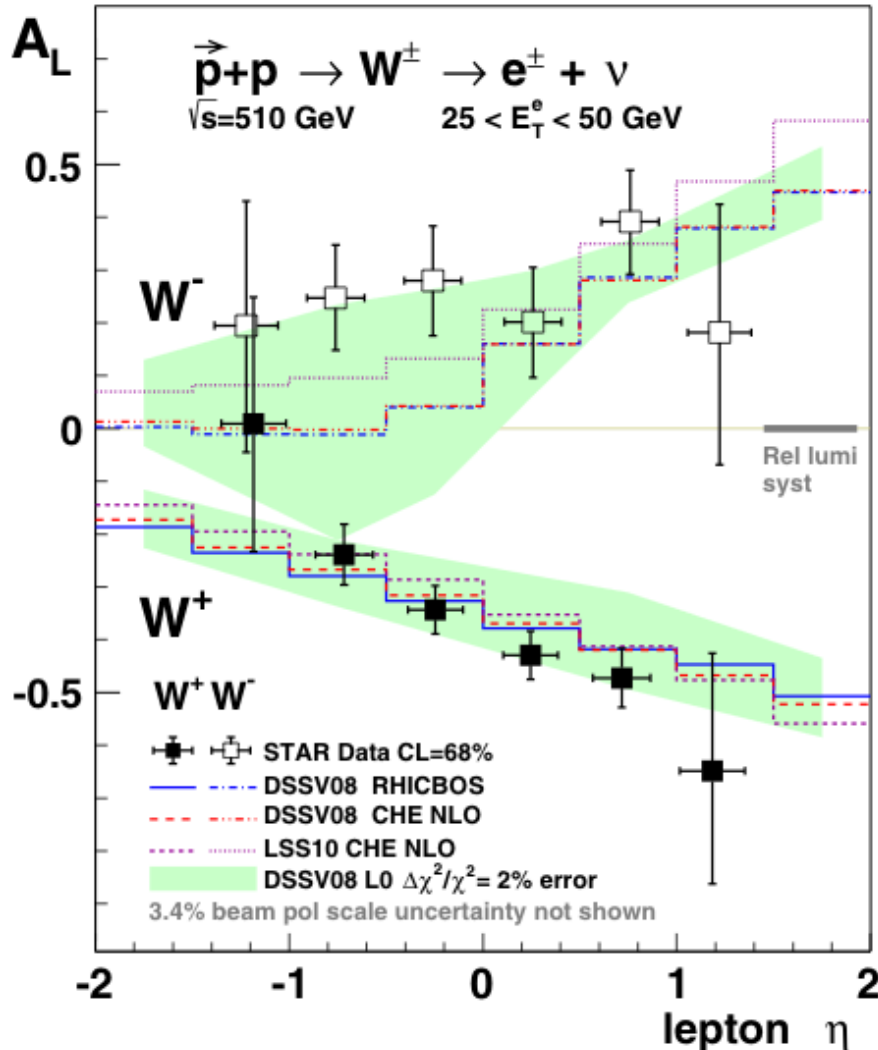 A_L
p⃗+p → W^± → e^± + ν
√s=510 GeV 25 < E_T^e < 50 GeV
0.5
W^-
0
Rel lumi
syst
W^+
-0.5
W^+ W^-
STAR Data CL=68%
DSSV08 RHICBOS
DSSV08 CHE NLO
LSS10 CHE NLO
DSSV08 L0 Δχ²/χ²= 2% error
3.4% beam pol scale uncertainty not shown
-2 -1 0 1 2
lepton η